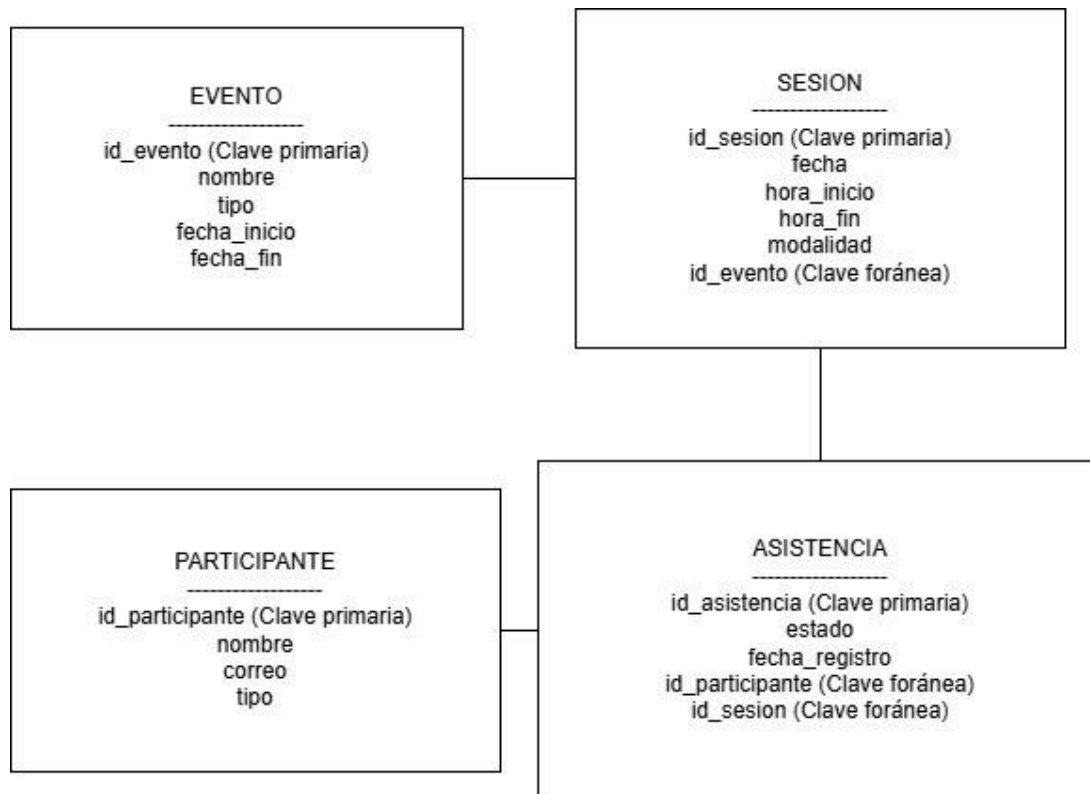 EVENTO
-------------------
id_evento (Clave primaria)
nombre
tipo
fecha_inicio
fecha_fin
SESION
-------------------
id_sesion (Clave primaria)
fecha
hora_inicio
hora_fin
modalidad
id_evento (Clave foránea)
PARTICIPANTE
-------------------
id_participante (Clave primaria)
nombre
correo
tipo
ASISTENCIA
-------------------
id_asistencia (Clave primaria)
estado
fecha_registro
id_participante (Clave foránea)
id_sesion (Clave foránea)